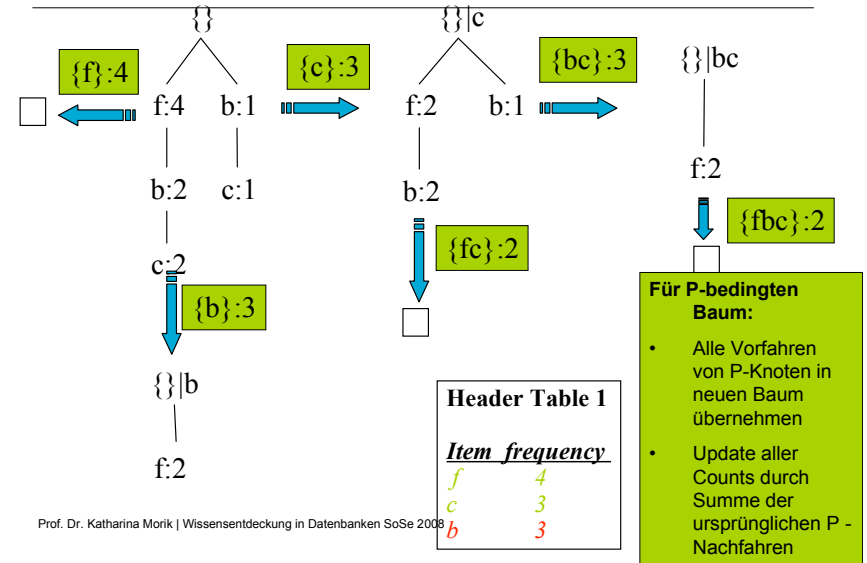 {} {}|c
{f}:4 {c}:3 {bc}:3 {}|bc
f:4 b:1 f:2 b:1
b:2 c:1 b:2 f:2
c:2 {fc}:2 {fbc}:2
{b}:3
{}|b
f:2
Header Table 1
Item frequency
f 4
c 3
b 3
Für P-bedingten
Baum:
• Alle Vorfahren
von P-Knoten in
neuen Baum
übernehmen
• Update aller
Counts durch
Summe der
ursprünglichen P -
Nachfahren
Prof. Dr. Katharina Morik | Wissensentdeckung in Datenbanken SoSe 2008